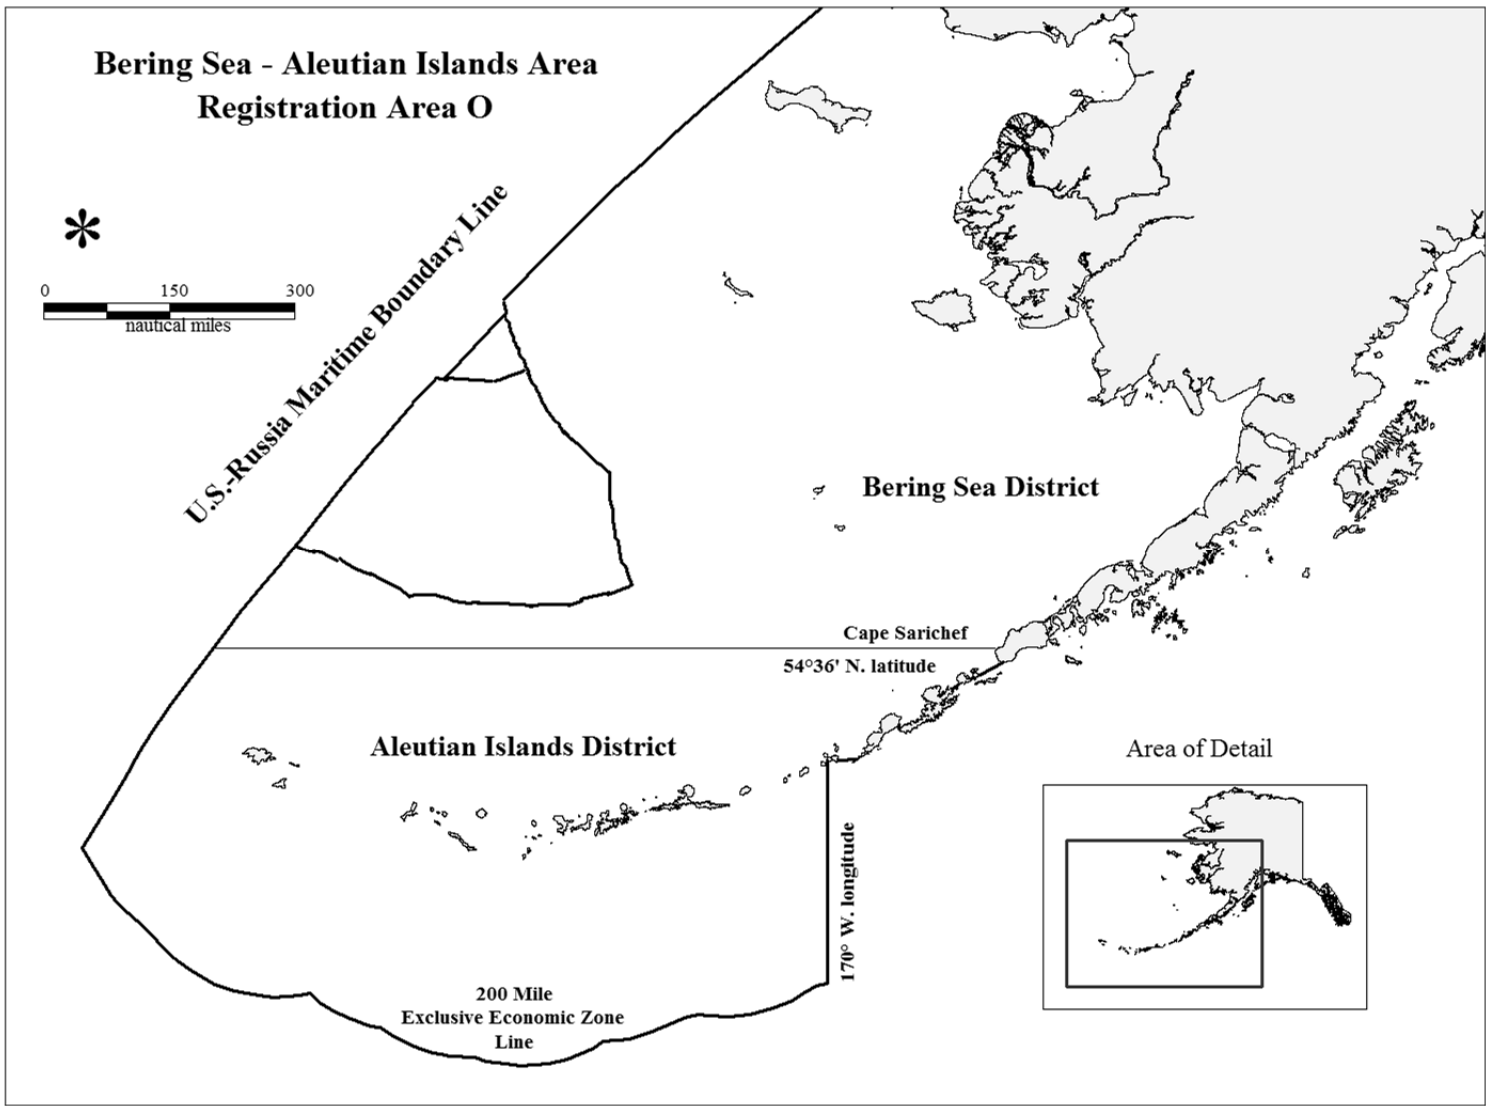 Bering Sea - Aleutian Islands Area
Registration Area O
*
0 150 300
nautical miles
U.S.-Russia Maritime Boundary Line
Bering Sea District
Cape Sarichef
54°36' N. latitude
Aleutian Islands District
Area of Detail
170° W. longitude
200 Mile
Exclusive Economic Zone
Line